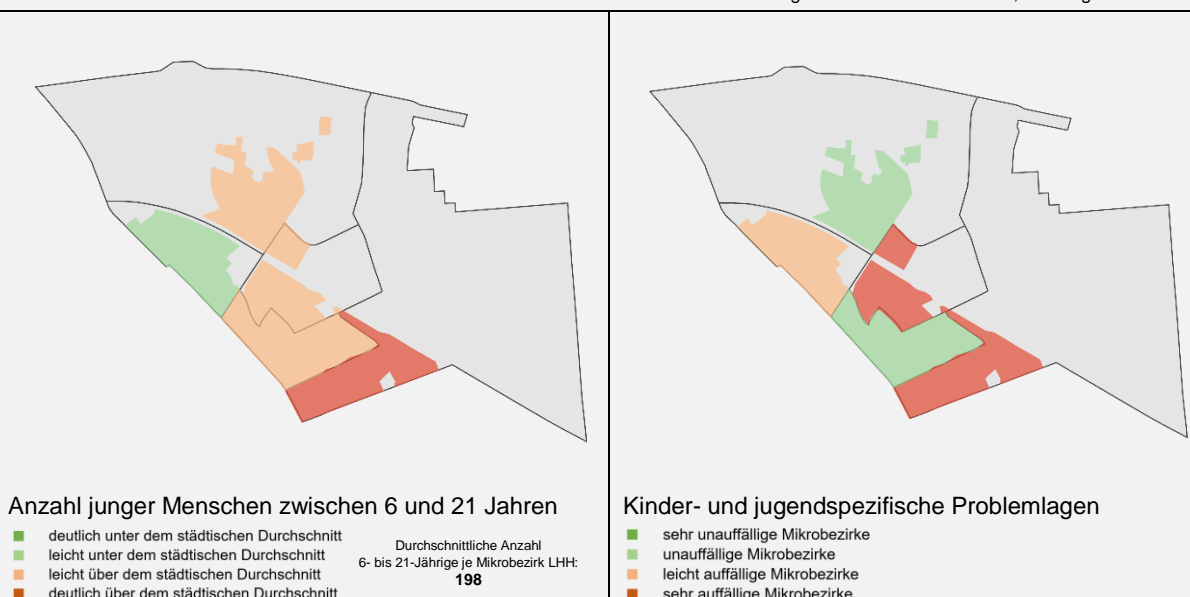 Anzahl junger Menschen zwischen 6 und 21 Jahren
deutlich unter dem städtischen Durchschnitt
leicht unter dem städtischen Durchschnitt
leicht über dem städtischen Durchschnitt
deutlich über dem städtischen Durchschnitt
Durchschnittliche Anzahl
6- bis 21-Jährige je Mikrobezirk LHH:
198
Kinder- und jugendspezifische Problemlagen
sehr unauffällige Mikrobezirke
unauffällige Mikrobezirke
leicht auffällige Mikrobezirke
sehr auffällige Mikrobezirke